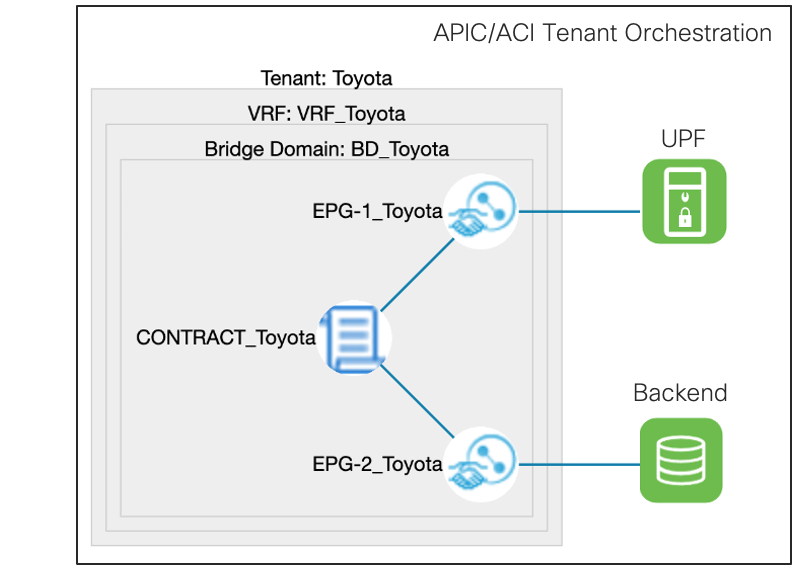 APIC/ACI Tenant Orchestration
Tenant: Toyota
VRF: VRF_Toyota
Bridge Domain: BD_Toyota
UPF
EPG-1_Toyota
CONTRACT_Toyota
Backend
EPG-2_Toyota